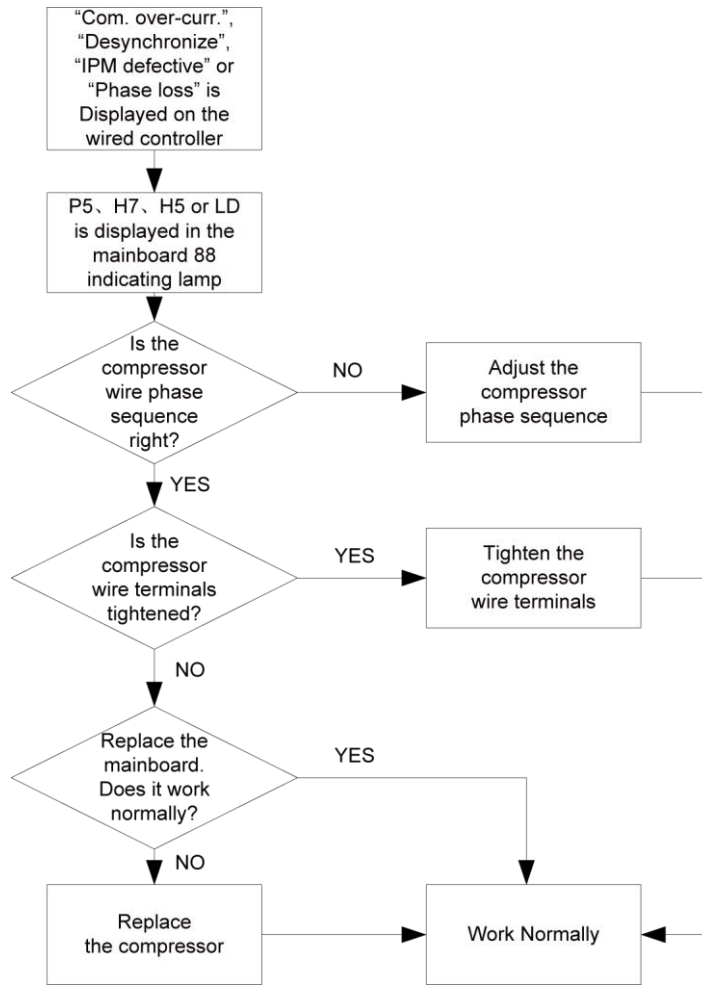 “Com. over-curr.”,
“Desynchronize”,
“IPM defective” or
“Phase loss” is
Displayed on the
wired controller
P5、H7、H5 or LD
is displayed in the
mainboard 88
indicating lamp
Is the
compressor
wire phase
sequence
right?
NO
Adjust the
compressor
phase sequence
YES
Is the
compressor
wire terminals
tightened?
YES
Tighten the
compressor
wire terminals
NO
Replace the
mainboard.
Does it work
normally?
YES
NO
Replace
the compressor
Work Normally